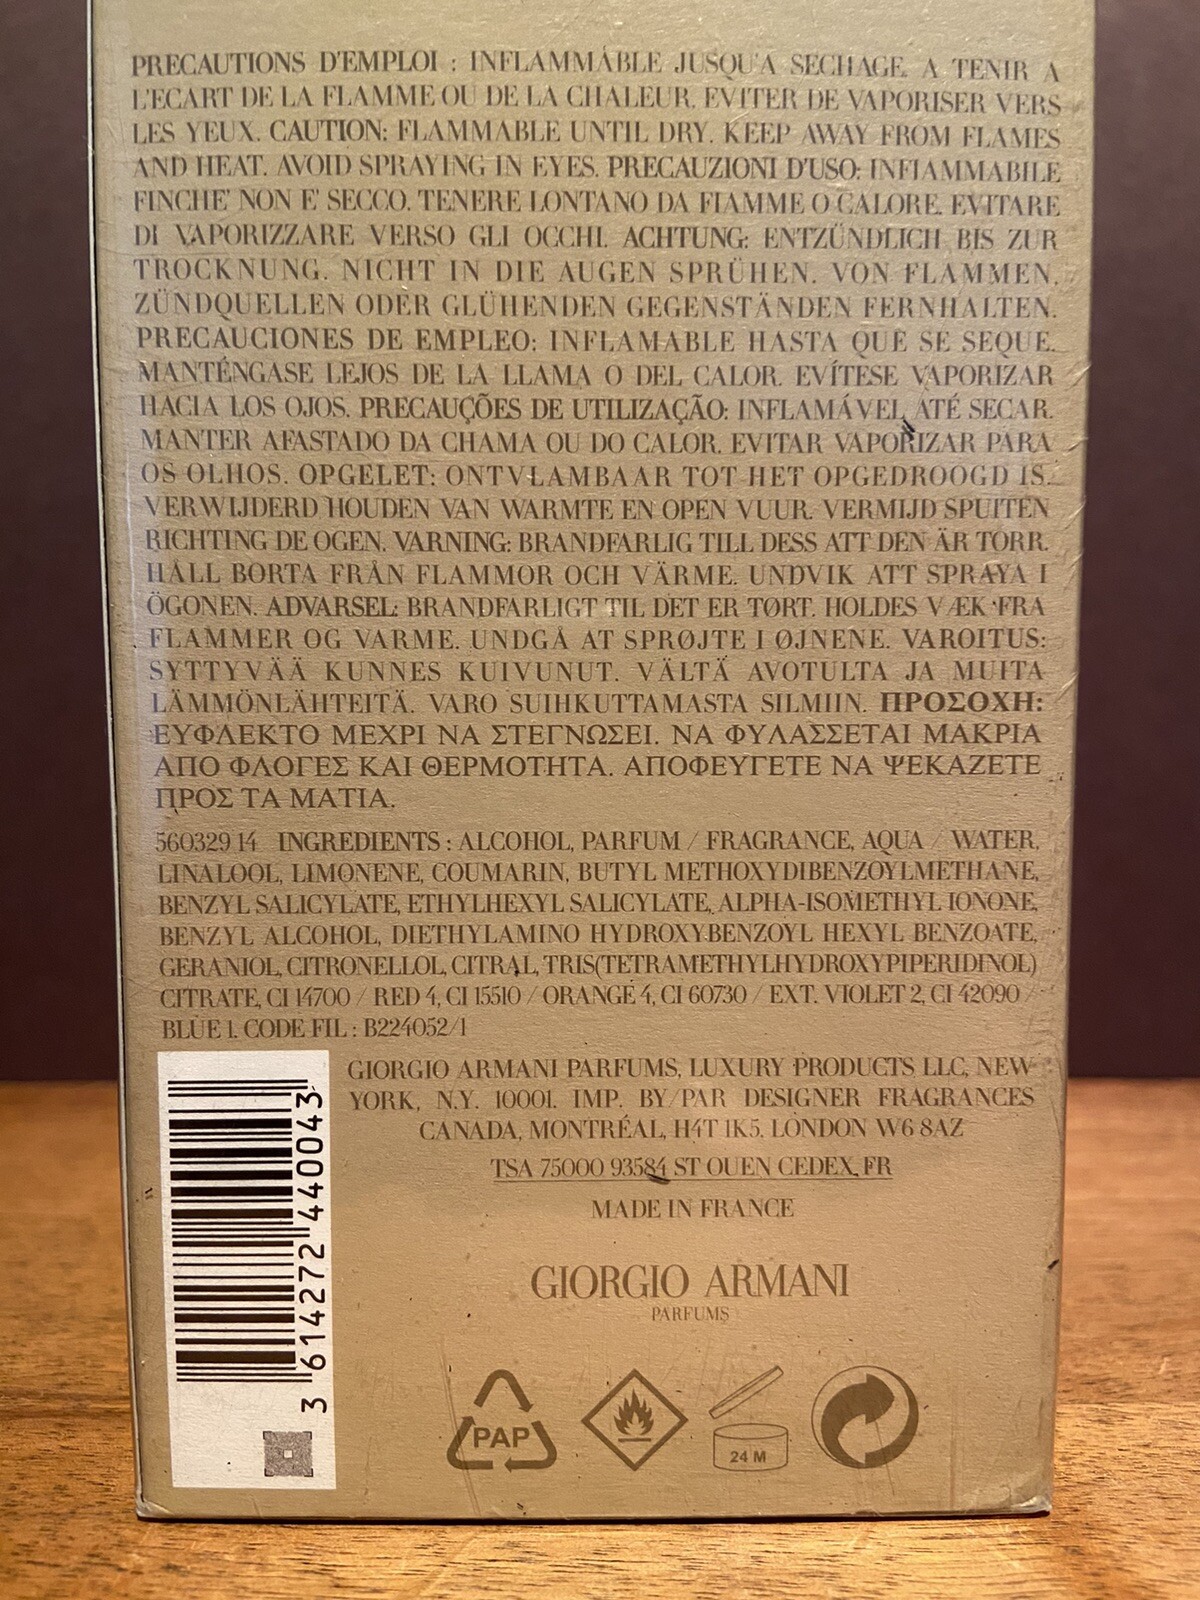 PRECAUTIONS D'EMPLOI : INFLAMMABLE JUSQU'A SECHAGE. A TENIR A
L'ECART DE LA FLAMME OU DE LA CHALEUR. EVITER DE VAPORISER VERS
LES YEUX. CAUTION: FLAMMABLE UNTIL DRY. KEEP AWAY FROM FLAMES
AND HEAT. AVOID SPRAYING IN EYES. PRECAUZIONI D'USO: INFIAMMABILE
FINCHE' NON E' SECCO. TENERE LONTANO DA FIAMME O CALORE. EVITARE
DI VAPORIZZARE VERSO GLI OCCHI. ACHTUNG: ENTZÜNDLICH BIS ZUR
TROCKNUNG. NICHT IN DIE AUGEN SPRÜHEN. VON FLAMMEN,
ZÜNDQUELLEN ODER GLÜHENDEN GEGENSTÄNDEN FERNHALTEN.
PRECAUCIONES DE EMPLEO: INFLAMABLE HASTA QUE SE SEQUE.
MANTÉNGASE LEJOS DE LA LLAMA O DEL CALOR. EVÍTESE VAPORIZAR
HACIA LOS OJOS. PRECAUÇÕES DE UTILIZAÇÃO: INFLAMÁVEL ATÉ SECAR.
MANTER AFASTADO DA CHAMA OU DO CALOR. EVITAR VAPORIZAR PARA
OS OLHOS. OPGELET: ONTVLAMBAAR TOT HET OPGEDROOGD IS.
VERWIJDERD HOUDEN VAN WARMTE EN OPEN VUUR. VERMIJD SPUITEN
RICHTING DE OGEN. VARNING: BRANDFARLIG TILL DESS ATT DEN ÄR TORR.
HÅLL BORTA FRÅN FLAMMOR OCH VÄRME. UNDVIK ATT SPRAYA I
ÖGONEN. ADVARSEL: BRANDFARLIGT TIL DET ER TØRT. HOLDES VÆK FRA
FLAMMER OG VARME. UNDGÅ AT SPRØJTE I ØJNENE. VAROITUS:
SYTTYVÄÄ KUNNES KUIVUNUT. VÄLTÄ AVOTULTA JA MUITA
LÄMMÖNLÄHTEITÄ. VARO SUIHKUTTAMASTA SILMIIN. ΠΡΟΣΟΧΗ:
ΕΥΦΛΕΚΤΟ ΜΕΧΡΙ ΝΑ ΣΤΕΓΝΩΣΕΙ. ΝΑ ΦΥΛΑΣΣΕΤΑΙ ΜΑΚΡΙΑ
ΑΠΟ ΦΛΟΓΕΣ ΚΑΙ ΘΕΡΜΟΤΗΤΑ. ΑΠΟΦΕΥΓΕΤΕ ΝΑ ΨΕΚΑΖΕΤΕ
ΠΡΟΣ ΤΑ ΜΑΤΙΑ.
560329 14 INGREDIENTS : ALCOHOL, PARFUM / FRAGRANCE, AQUA / WATER,
LINALOOL, LIMONENE, COUMARIN, BUTYL METHOXYDIBENZOYLMETHANE,
BENZYL SALICYLATE, ETHYLHEXYL SALICYLATE, ALPHA-ISOMETHYL IONONE,
BENZYL ALCOHOL, DIETHYLAMINO HYDROXYBENZOYL HEXYL BENZOATE,
GERANIOL, CITRONELLOL, CITRAL, TRIS(TETRAMETHYLHYDROXYPIPERIDINOL)
CITRATE, CI 14700 / RED 4, CI 15510 / ORANGE 4, CI 60730 / EXT. VIOLET 2, CI 42090 /
BLUE 1. CODE FIL : B224052/1
GIORGIO ARMANI PARFUMS, LUXURY PRODUCTS LLC, NEW
YORK, N.Y. 10001. IMP. BY/PAR DESIGNER FRAGRANCES
CANADA, MONTRÉAL, H4T 1K5. LONDON W6 8AZ
TSA 75000 93584 ST OUEN CEDEX, FR
MADE IN FRANCE
GIORGIO ARMANI
PARFUMS
3 614272 440043
PAP
24 M